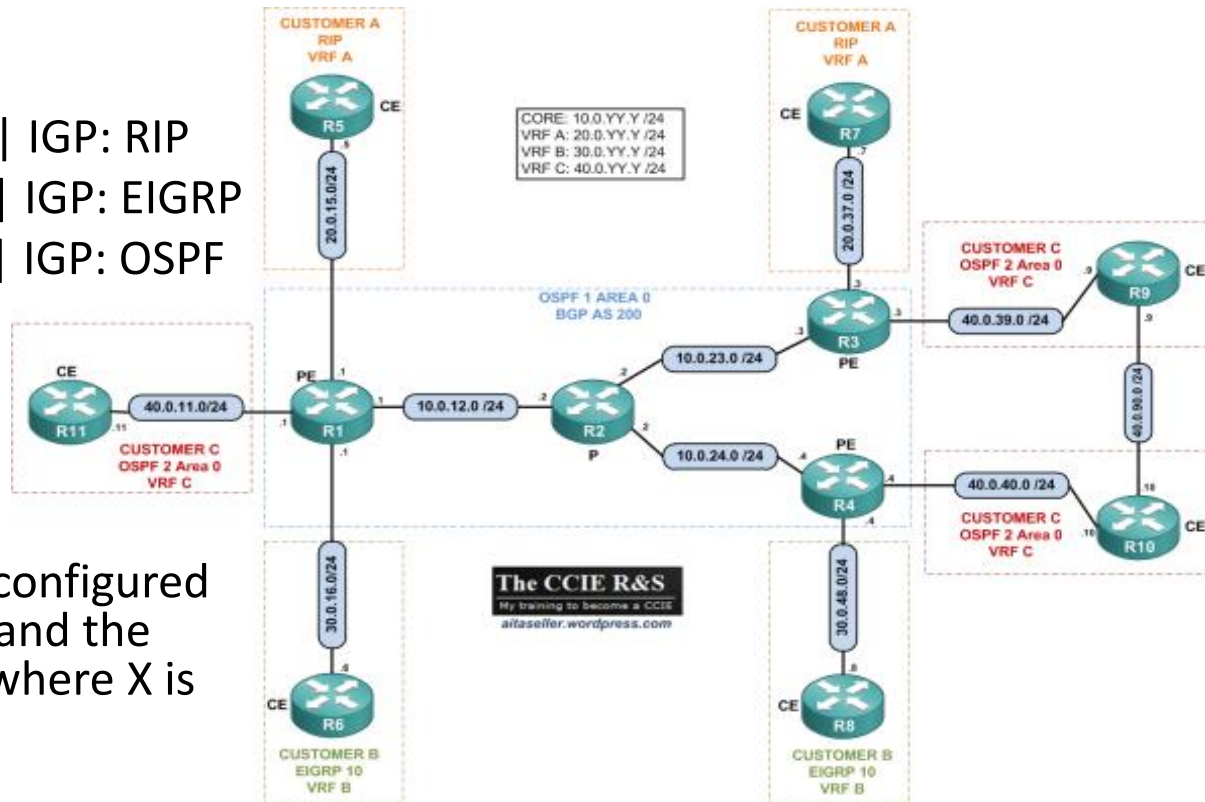 | IGP: RIP
| IGP: EIGRP
| IGP: OSPF
configured
and the
where X is
CUSTOMER A
RIP
VRF A
CE
R5
.5
20.0.15.0/24
CORE: 10.0.YY.Y /24
VRF A: 20.0.YY.Y /24
VRF B: 30.0.YY.Y /24
VRF C: 40.0.YY.Y /24
CUSTOMER A
RIP
VRF A
CE
R7
.7
20.0.37.0 /24
.3
OSPF 1 AREA 0
BGP AS 200
CUSTOMER C
OSPF 2 Area 0
VRF C
.9
CE
R9
.9
40.0.39.0 /24
.3
R3
PE
.3
10.0.23.0 /24
.2
CE
R11
.11
40.0.11.0/24
.1
CUSTOMER C
OSPF 2 Area 0
VRF C
PE
.1
R1
.1
.1
10.0.12.0 /24
.2
R2
P
.2
10.0.24.0 /24
.4
PE
R4
.4
.4
40.0.90.0 /24
40.0.40.0 /24
.10
.10
CE
R10
CUSTOMER C
OSPF 2 Area 0
VRF C
30.0.16.0/24
.6
CE
R6
CUSTOMER B
EIGRP 10
VRF B
The CCIE R&S
My training to become a CCIE
aitaseller.wordpress.com
30.0.48.0/24
.8
CE
R8
CUSTOMER B
EIGRP 10
VRF B